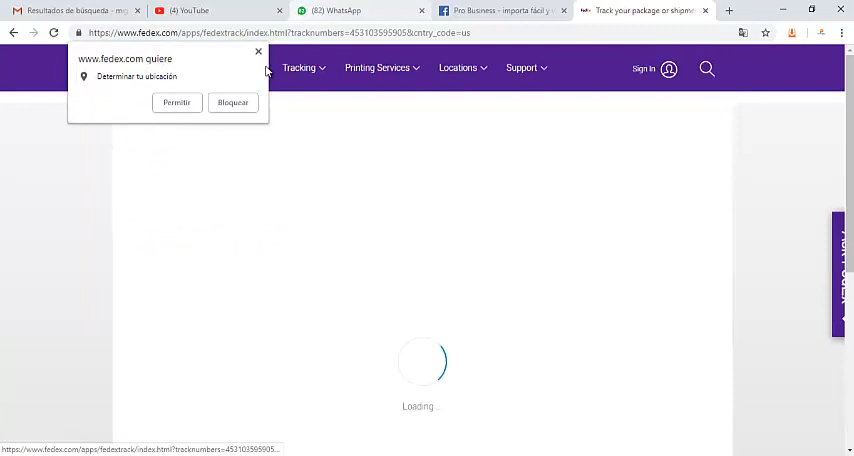 Resultados de búsqueda - mc
(4) YouTube
(82) WhatsApp
Pro Business - importa fácil y
Track your package or shipme
https://www.fedex.com/apps/fedextrack/index.html?tracknumbers=453103595905&cntry_code=us
www.fedex.com quiere
Determinar tu ubicación
Permitir
Bloquear
Tracking
Printing Services
Locations
Support
Sign In
Loading...
https://www.fedex.com/apps/fedextrack/index.html?tracknumbers=453103595905...